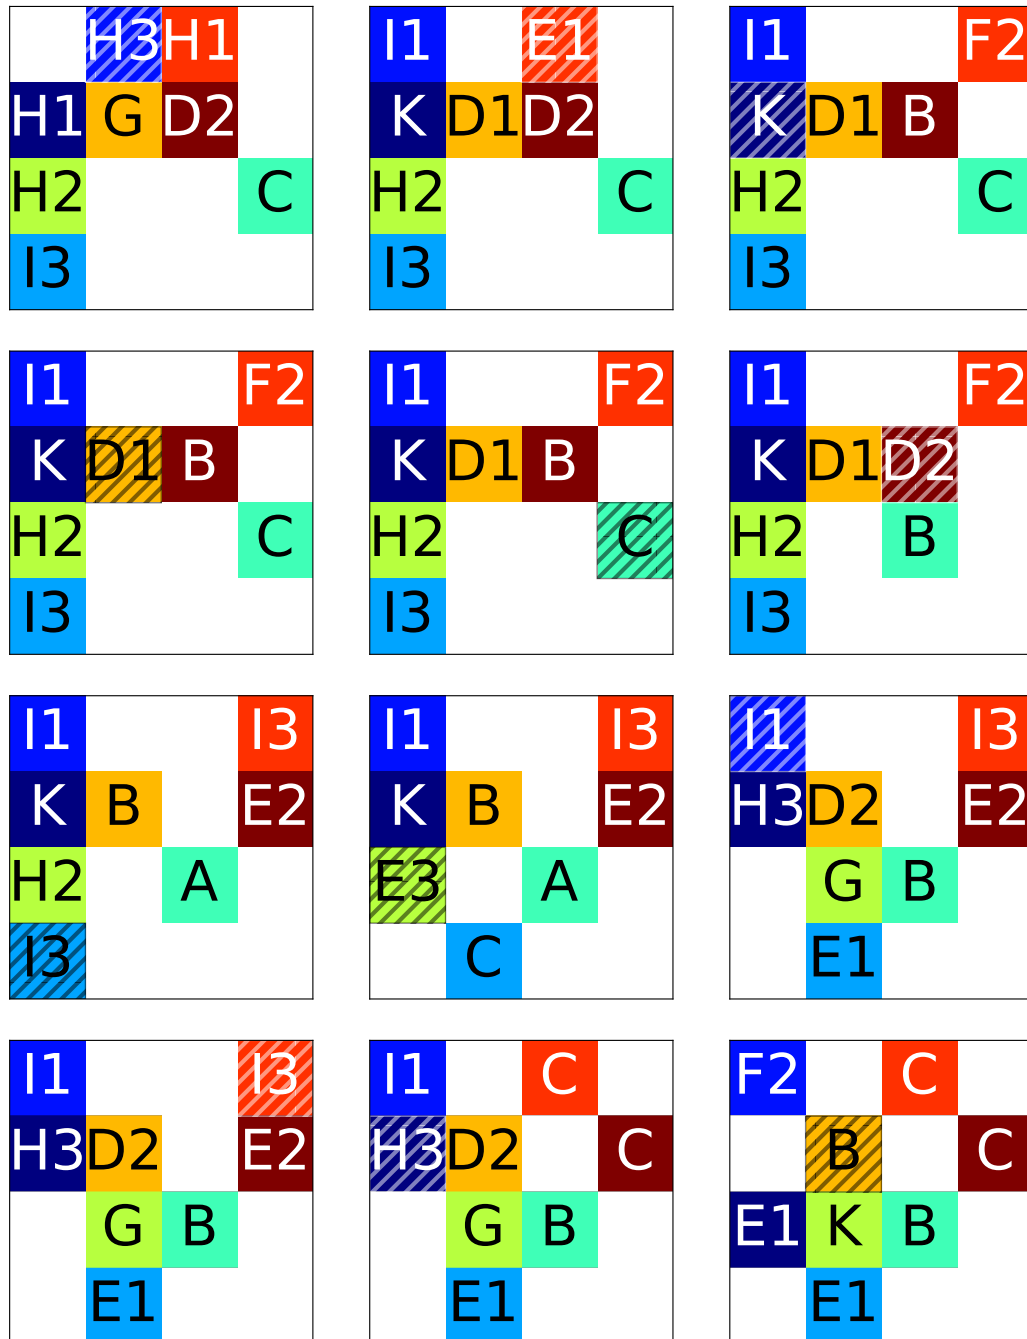 H3 H1 I1 E1 I1 F2
H1 G D2 K D1 D2 K D1 B
H2 C H2 C H2 C
I3 I3 I3
I1 F2 I1 F2 I1 F2
K D1 B K D1 B K D1 D2
H2 C H2 C H2 B
I3 I3 I3
I1 I3 I1 I3 I1 I3
K B E2 K B E2 H3 D2 E2
H2 A E3 A G B
I3 C E1
I1 I3 I1 C F2 C
H3 D2 E2 H3 D2 C B C
G B G B E1 K B
E1 E1 E1